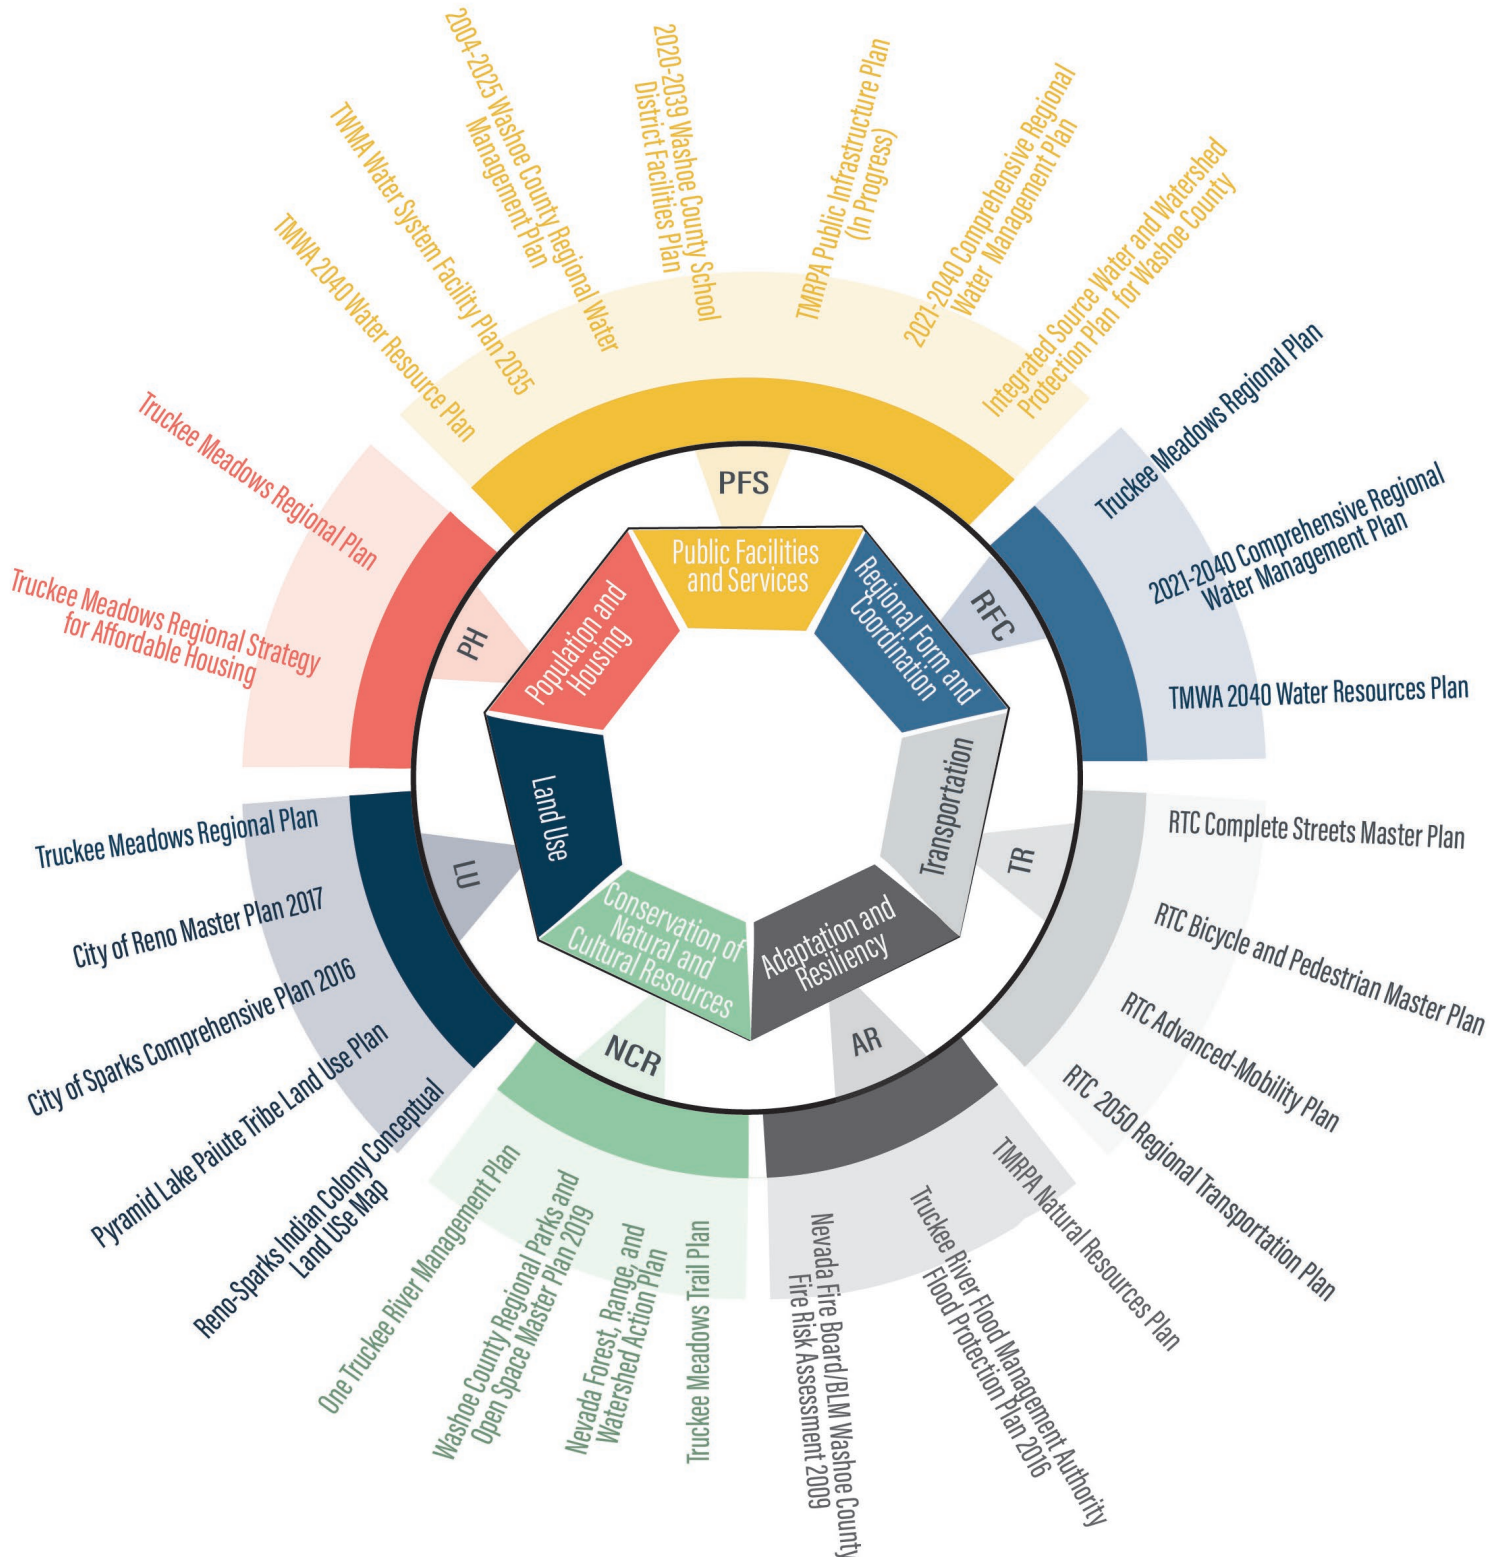 TMWA 2040 Water Resource Plan
TWMA Water System Facility Plan 2035
2004-2025 Washoe County Regional Water
Management Plan
2020-2039 Washoe County School
District Facilities Plan
TMRPA Public Infrastructure Plan
(In Progress)
2021-2040 Comprehensive Regional
Water Management Plan
Integrated Source Water and Watershed
Protection Plan for Washoe County
Truckee Meadows Regional Plan
2021-2040 Comprehensive Regional
Water Management Plan
TMWA 2040 Water Resources Plan
RTC Complete Streets Master Plan
RTC Bicycle and Pedestrian Master Plan
RTC Advanced-Mobility Plan
RTC 2050 Regional Transportation Plan
TMRPA Natural Resources Plan
Truckee River Flood Management Authority
Flood Protection Plan 2016
Nevada Fire Board/BLM Washoe County
Fire Risk Assessment 2009
Truckee Meadows Trail Plan
Nevada Forest, Range, and
Watershed Action Plan
Washoe County Regional Parks and
Open Space Master Plan 2019
One Truckee River Management Plan
Reno-Sparks Indian Colony Conceptual
Land USe Map
Pyramid Lake Paiute Tribe Land Use Plan
City of Sparks Comprehensive Plan 2016
City of Reno Master Plan 2017
Truckee Meadows Regional Plan
Truckee Meadows Regional Strategy
for Affordable Housing
Truckee Meadows Regional Plan
PFS
RFC
TR
AR
NCR
LU
PH
Public Facilities
and Services
Regional Form and
Coordination
Transportation
Adaptation and
Resiliency
Conservation of
Natural and
Cultural Resources
Land Use
Population and
Housing